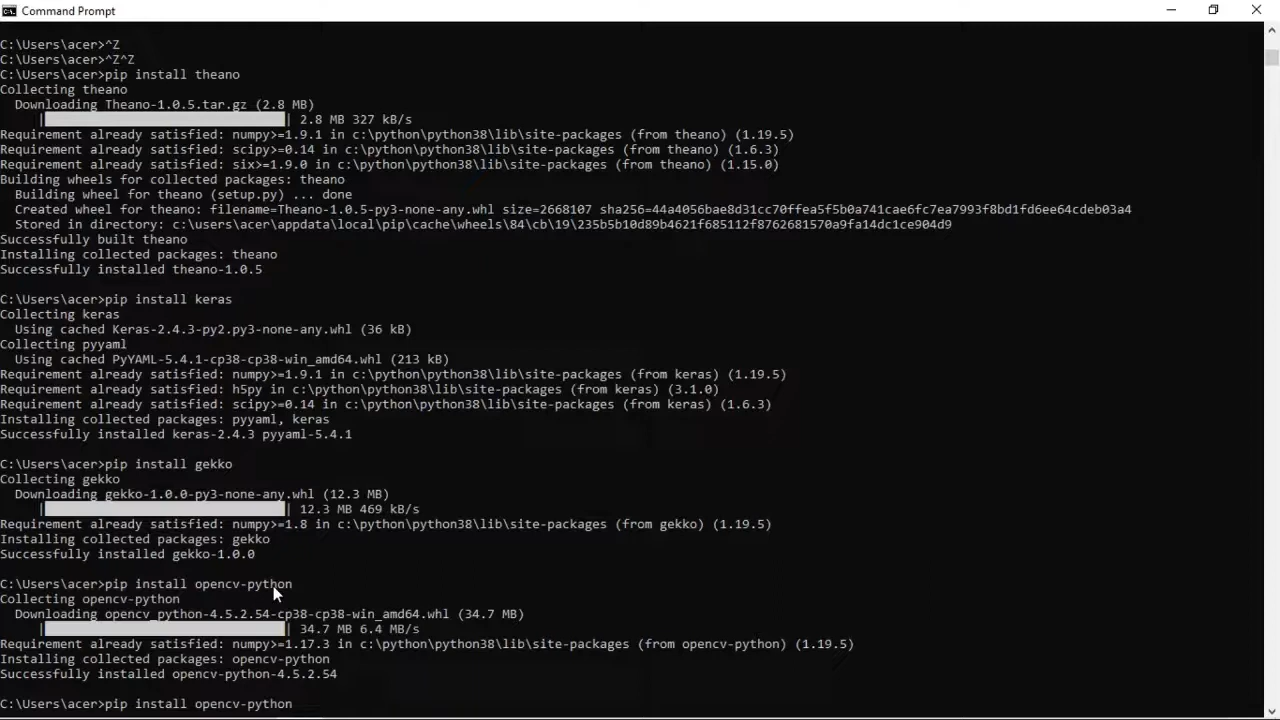 Command Prompt
C:\Users\acer>^Z
C:\Users\acer>^Z^Z
C:\Users\acer>pip install theano
Collecting theano
Downloading Theano-1.0.5.tar.gz (2.8 MB)
| | 2.8 MB 327 kB/s
Requirement already satisfied: numpy>=1.9.1 in c:\python\python38\lib\site-packages (from theano) (1.19.5)
Requirement already satisfied: scipy>=0.14 in c:\python\python38\lib\site-packages (from theano) (1.6.3)
Requirement already satisfied: six>=1.9.0 in c:\python\python38\lib\site-packages (from theano) (1.15.0)
Building wheels for collected packages: theano
Building wheel for theano (setup.py) ... done
Created wheel for theano: filename=Theano-1.0.5-py3-none-any.whl size=2668107 sha256=44a4056bae8d31cc70ffea5f5b0a741cae6fc7ea7993f8bd1fd6ee64cdeb03a4
Stored in directory: c:\users\acer\appdata\local\pip\cache\wheels\84\cb\19\235b5b10d89b4621f685112f8762681570a9fa14dc1ce904d9
Successfully built theano
Installing collected packages: theano
Successfully installed theano-1.0.5
C:\Users\acer>pip install keras
Collecting keras
Using cached Keras-2.4.3-py2.py3-none-any.whl (36 kB)
Collecting pyyaml
Using cached PyYAML-5.4.1-cp38-cp38-win_amd64.whl (213 kB)
Requirement already satisfied: numpy>=1.9.1 in c:\python\python38\lib\site-packages (from keras) (1.19.5)
Requirement already satisfied: h5py in c:\python\python38\lib\site-packages (from keras) (3.1.0)
Requirement already satisfied: scipy>=0.14 in c:\python\python38\lib\site-packages (from keras) (1.6.3)
Installing collected packages: pyyaml, keras
Successfully installed keras-2.4.3 pyyaml-5.4.1
C:\Users\acer>pip install gekko
Collecting gekko
Downloading gekko-1.0.0-py3-none-any.whl (12.3 MB)
| | 12.3 MB 469 kB/s
Requirement already satisfied: numpy>=1.8 in c:\python\python38\lib\site-packages (from gekko) (1.19.5)
Installing collected packages: gekko
Successfully installed gekko-1.0.0
C:\Users\acer>pip install opencv-python
Collecting opencv-python
Downloading opencv_python-4.5.2.54-cp38-cp38-win_amd64.whl (34.7 MB)
| | 34.7 MB 6.4 MB/s
Requirement already satisfied: numpy>=1.17.3 in c:\python\python38\lib\site-packages (from opencv-python) (1.19.5)
Installing collected packages: opencv-python
Successfully installed opencv-python-4.5.2.54
C:\Users\acer>pip install opencv-python